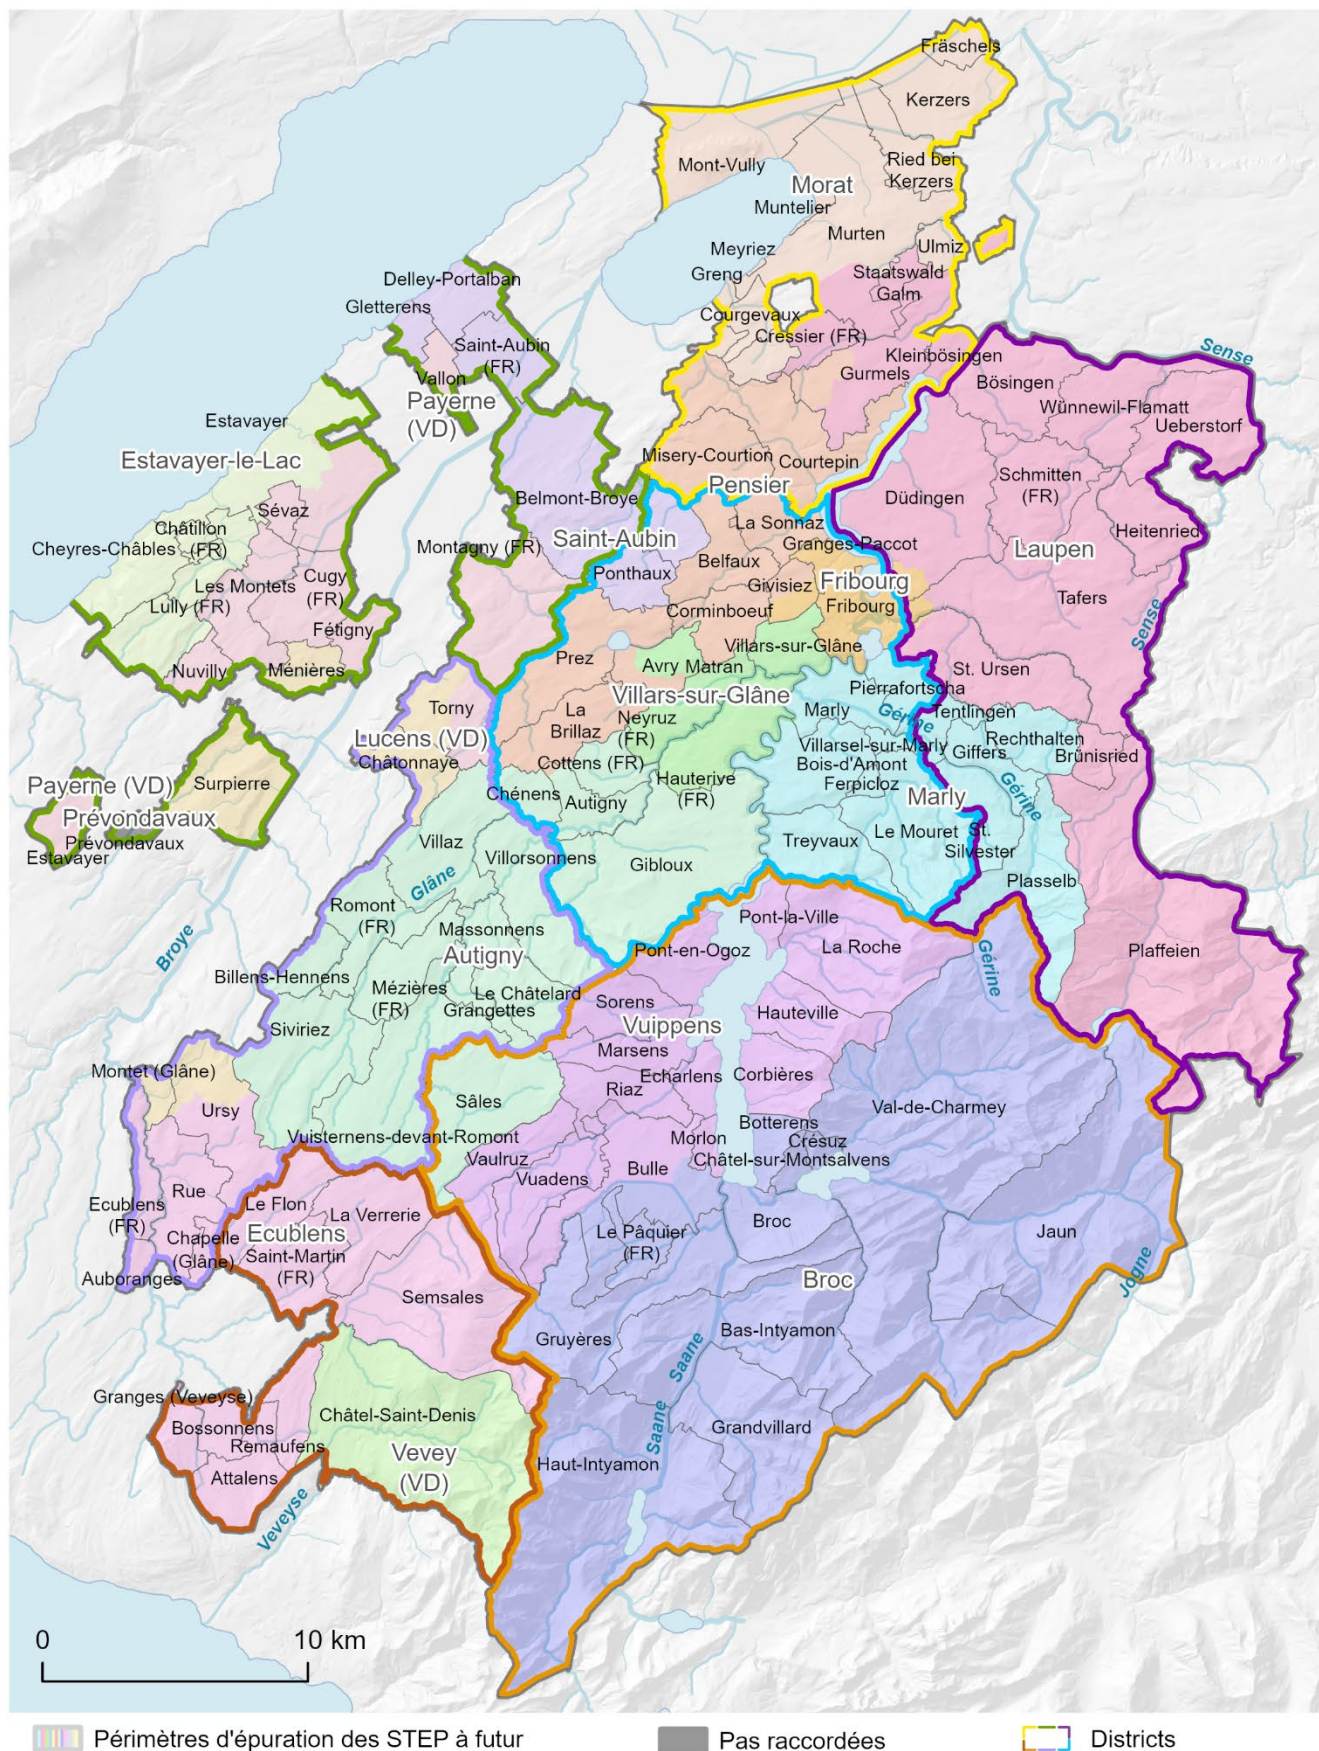 Fräschels
Kerzers
Mont-Vully
Ried bei
Kerzers
Morat
Muntelier
Murten
Ulmiz
Meyriez
Greng
Staatswald
Galm
Delley-Portalban
Gletterens
Courgevaux
Cressier (FR)
Saint-Aubin
(FR)
Kleinbösingen
Sense
Vallon
Gurmels
Bösingen
Payerne
(VD)
Wünnewil-Flamatt
Ueberstorf
Estavayer
Estavayer-le-Lac
Misery-Courtion
Courtepin
Schmitten
(FR)
Pensier
Düdingen
Belmont-Broye
Sévaz
La Sonnaz
Heitenried
Châtillon
(FR)
Cheyres-Châbles
Montagny (FR)
Saint-Aubin
Granges-Paccot
Laupen
Belfaux
Ponthaux
Givisiez
Fribourg
Les Montets
Cugy
(FR)
Lully (FR)
Corminboeuf
Fribourg
Tafers
Sense
Fétigny
Villars-sur-Glâne
Prez
Avry
Matran
Nuvilly
Ménières
St. Ursen
Villars-sur-Glâne
Pierrafortscha
Torny
La
Brillaz
Neyruz
(FR)
Marly
Gérine
Tentlingen
Lucens (VD)
Châtonnaye
Villarsel-sur-Marly
Giffers
Rechthalten
Brünisried
Cottens (FR)
Bois-d'Amont
Ferpicloz
Payerne (VD)
Surpierre
Hauterive
(FR)
Gérine
Chénens
Autigny
Marly
Prévondavaux
Prévondavaux
Estavayer
Villaz
Villorsonnens
Treyvaux
Le Mouret
St.
Silvester
Gibloux
Glâne
Plasselb
Romont
(FR)
Massonnens
Pont-la-Ville
Broye
Autigny
Pont-en-Ogoz
La Roche
Gérine
Plaffeien
Billens-Hennens
Mézières
(FR)
Le Châtelard
Grangettes
Sorens
Hauteville
Siviriez
Vuippens
Marsens
Echarlens
Corbières
Montet (Glâne)
Riaz
Ursy
Sâles
Val-de-Charmey
Botterens
Vuisternens-devant-Romont
Morlon
Crésuz
Vaulruz
Bulle
Châtel-sur-Montsalvens
Vuadens
Rue
Ecublens
(FR)
Le Flon
La Verrerie
Broc
Le Pâquier
(FR)
Jaun
Chapelle
(Glâne)
Ecublens
Saint-Martin
(FR)
Auboranges
Broc
Jogne
Semsales
Bas-Intyamon
Gruyères
Saane
Granges (Veveyse)
Châtel-Saint-Denis
Bossonnens
Remaufens
Grandvillard
Saane
Vevey
(VD)
Haut-Intyamon
Attalens
Veveyse
0 10 km
Périmètres d'épuration des STEP à futur Pas raccordées Districts